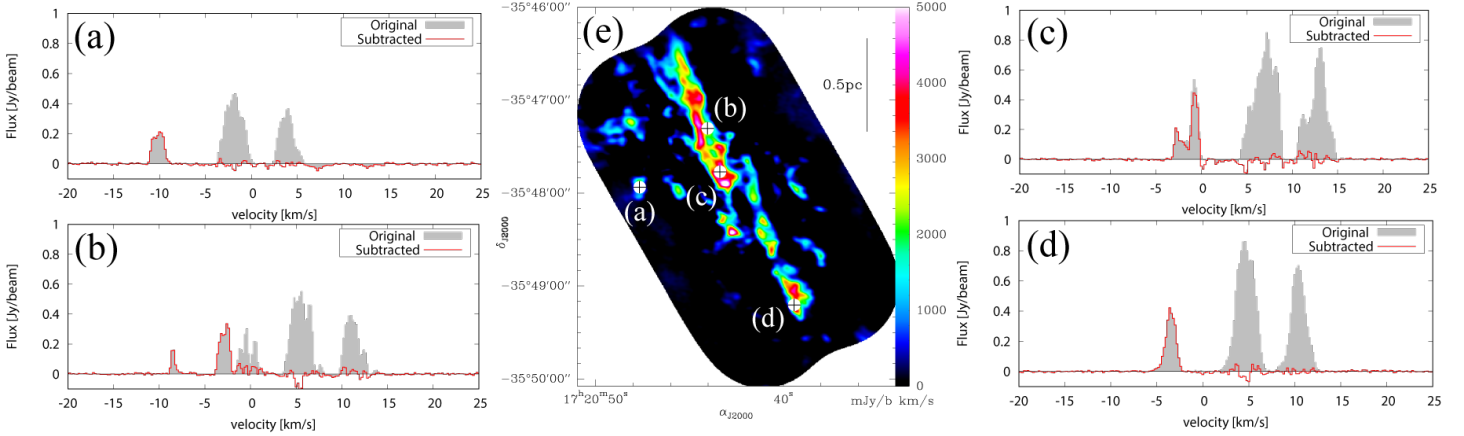 (a)
Original
Subtracted
Flux [Jy/beam]
1
0.8
0.6
0.4
0.2
0
-20 -15 -10 -5 0 5 10 15 20 25
velocity [km/s]
(b)
Original
Subtracted
Flux [Jy/beam]
1
0.8
0.6
0.4
0.2
0
-20 -15 -10 -5 0 5 10 15 20 25
velocity [km/s]
(e)
−35°46′00″
−35°47′00″
−35°48′00″
−35°49′00″
−35°50′00″
δJ2000
0.5pc
(b)
(c)
(a)
(d)
17h20m50s 40s
αJ2000
mJy/b km/s
5000
4000
3000
2000
1000
0
(c)
Original
Subtracted
Flux [Jy/beam]
1
0.8
0.6
0.4
0.2
0
-20 -15 -10 -5 0 5 10 15 20 25
velocity [km/s]
(d)
Original
Subtracted
Flux [Jy/beam]
1
0.8
0.6
0.4
0.2
0
-20 -15 -10 -5 0 5 10 15 20 25
velocity [km/s]